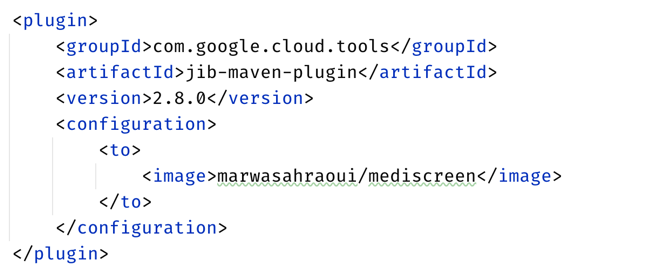 <plugin>
    <groupId>com.google.cloud.tools</groupId>
    <artifactId>jib-maven-plugin</artifactId>
    <version>2.8.0</version>
    <configuration>
        <to>
            <image>marwasahraoui/mediscreen</image>
        </to>
    </configuration>
</plugin>